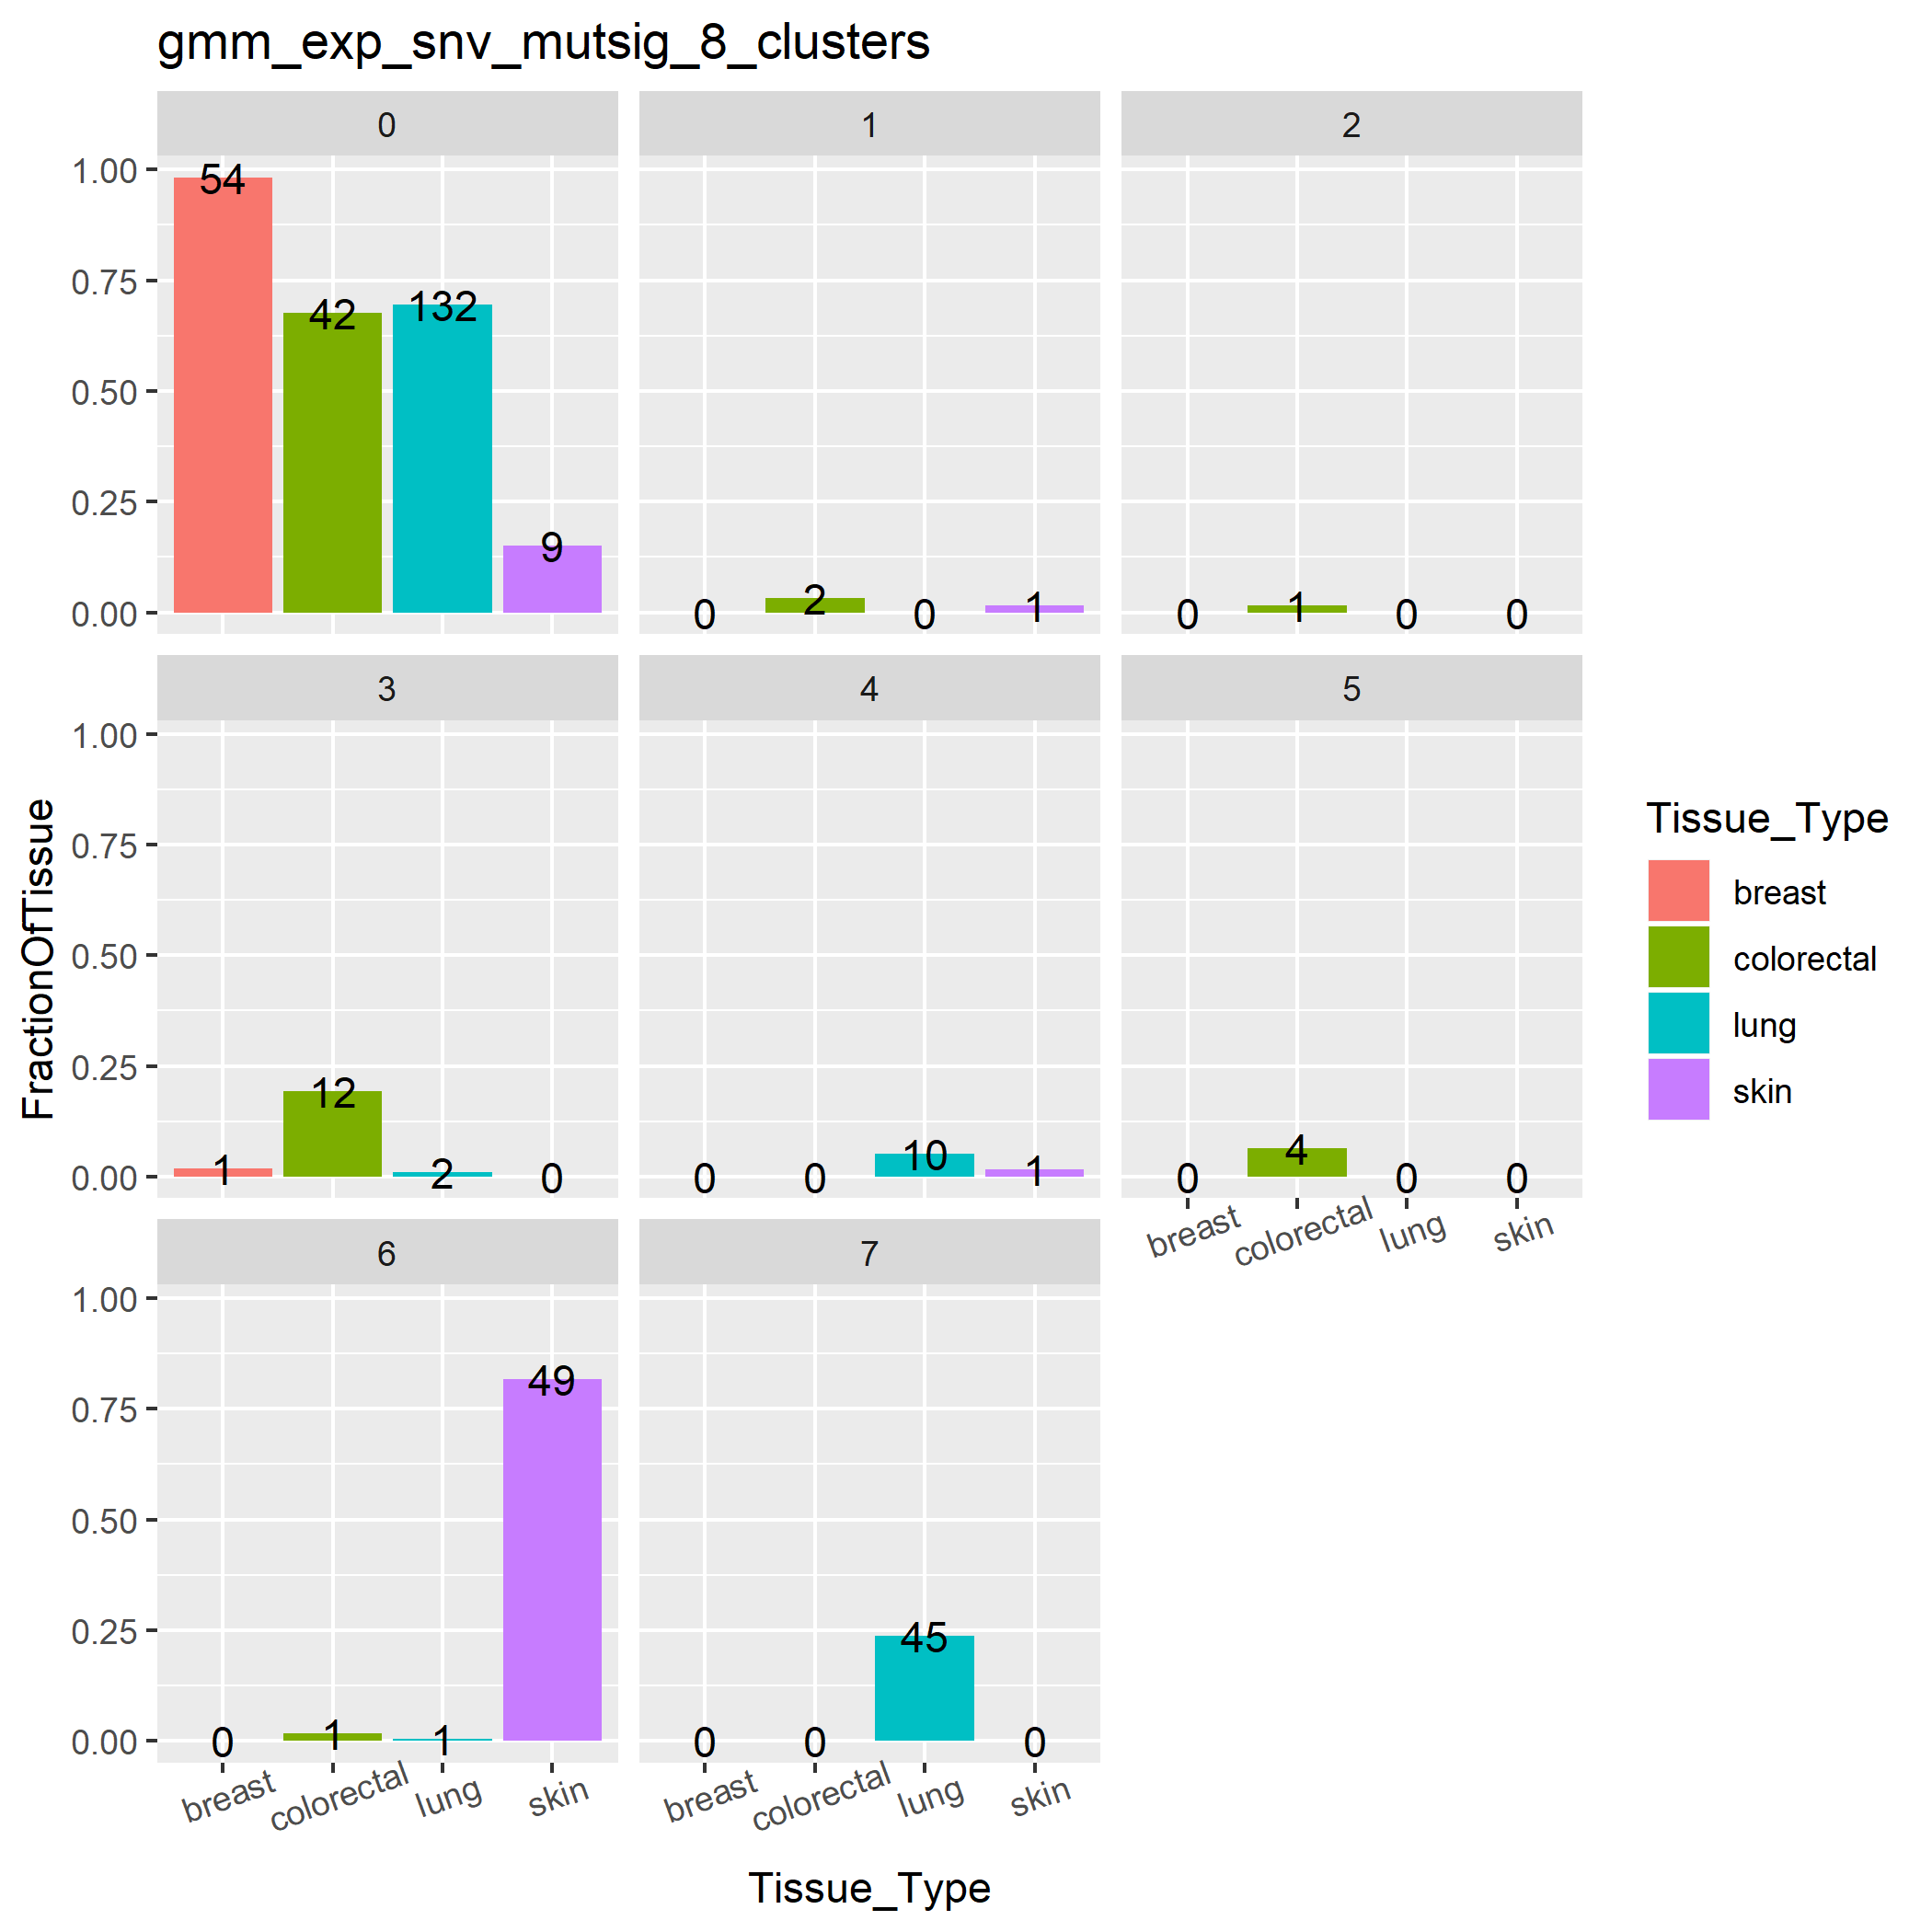 gmm_exp_snv_mutsig_8_clusters
0 1 2
1.00
0.75
0.50
0.25
0.00
54 42 132 9
0 2 0 1
0 1 0 0
3 4 5
1.00
0.75
0.50
0.25
0.00
1 12 2 0
0 0 10 1
0 4 0 0
breast colorectal lung skin
6 7
1.00
0.75
0.50
0.25
0.00
0 1 1 49
0 0 45 0
breast colorectal lung skin
breast colorectal lung skin
Tissue_Type
FractionOfTissue
Tissue_Type
breast
colorectal
lung
skin